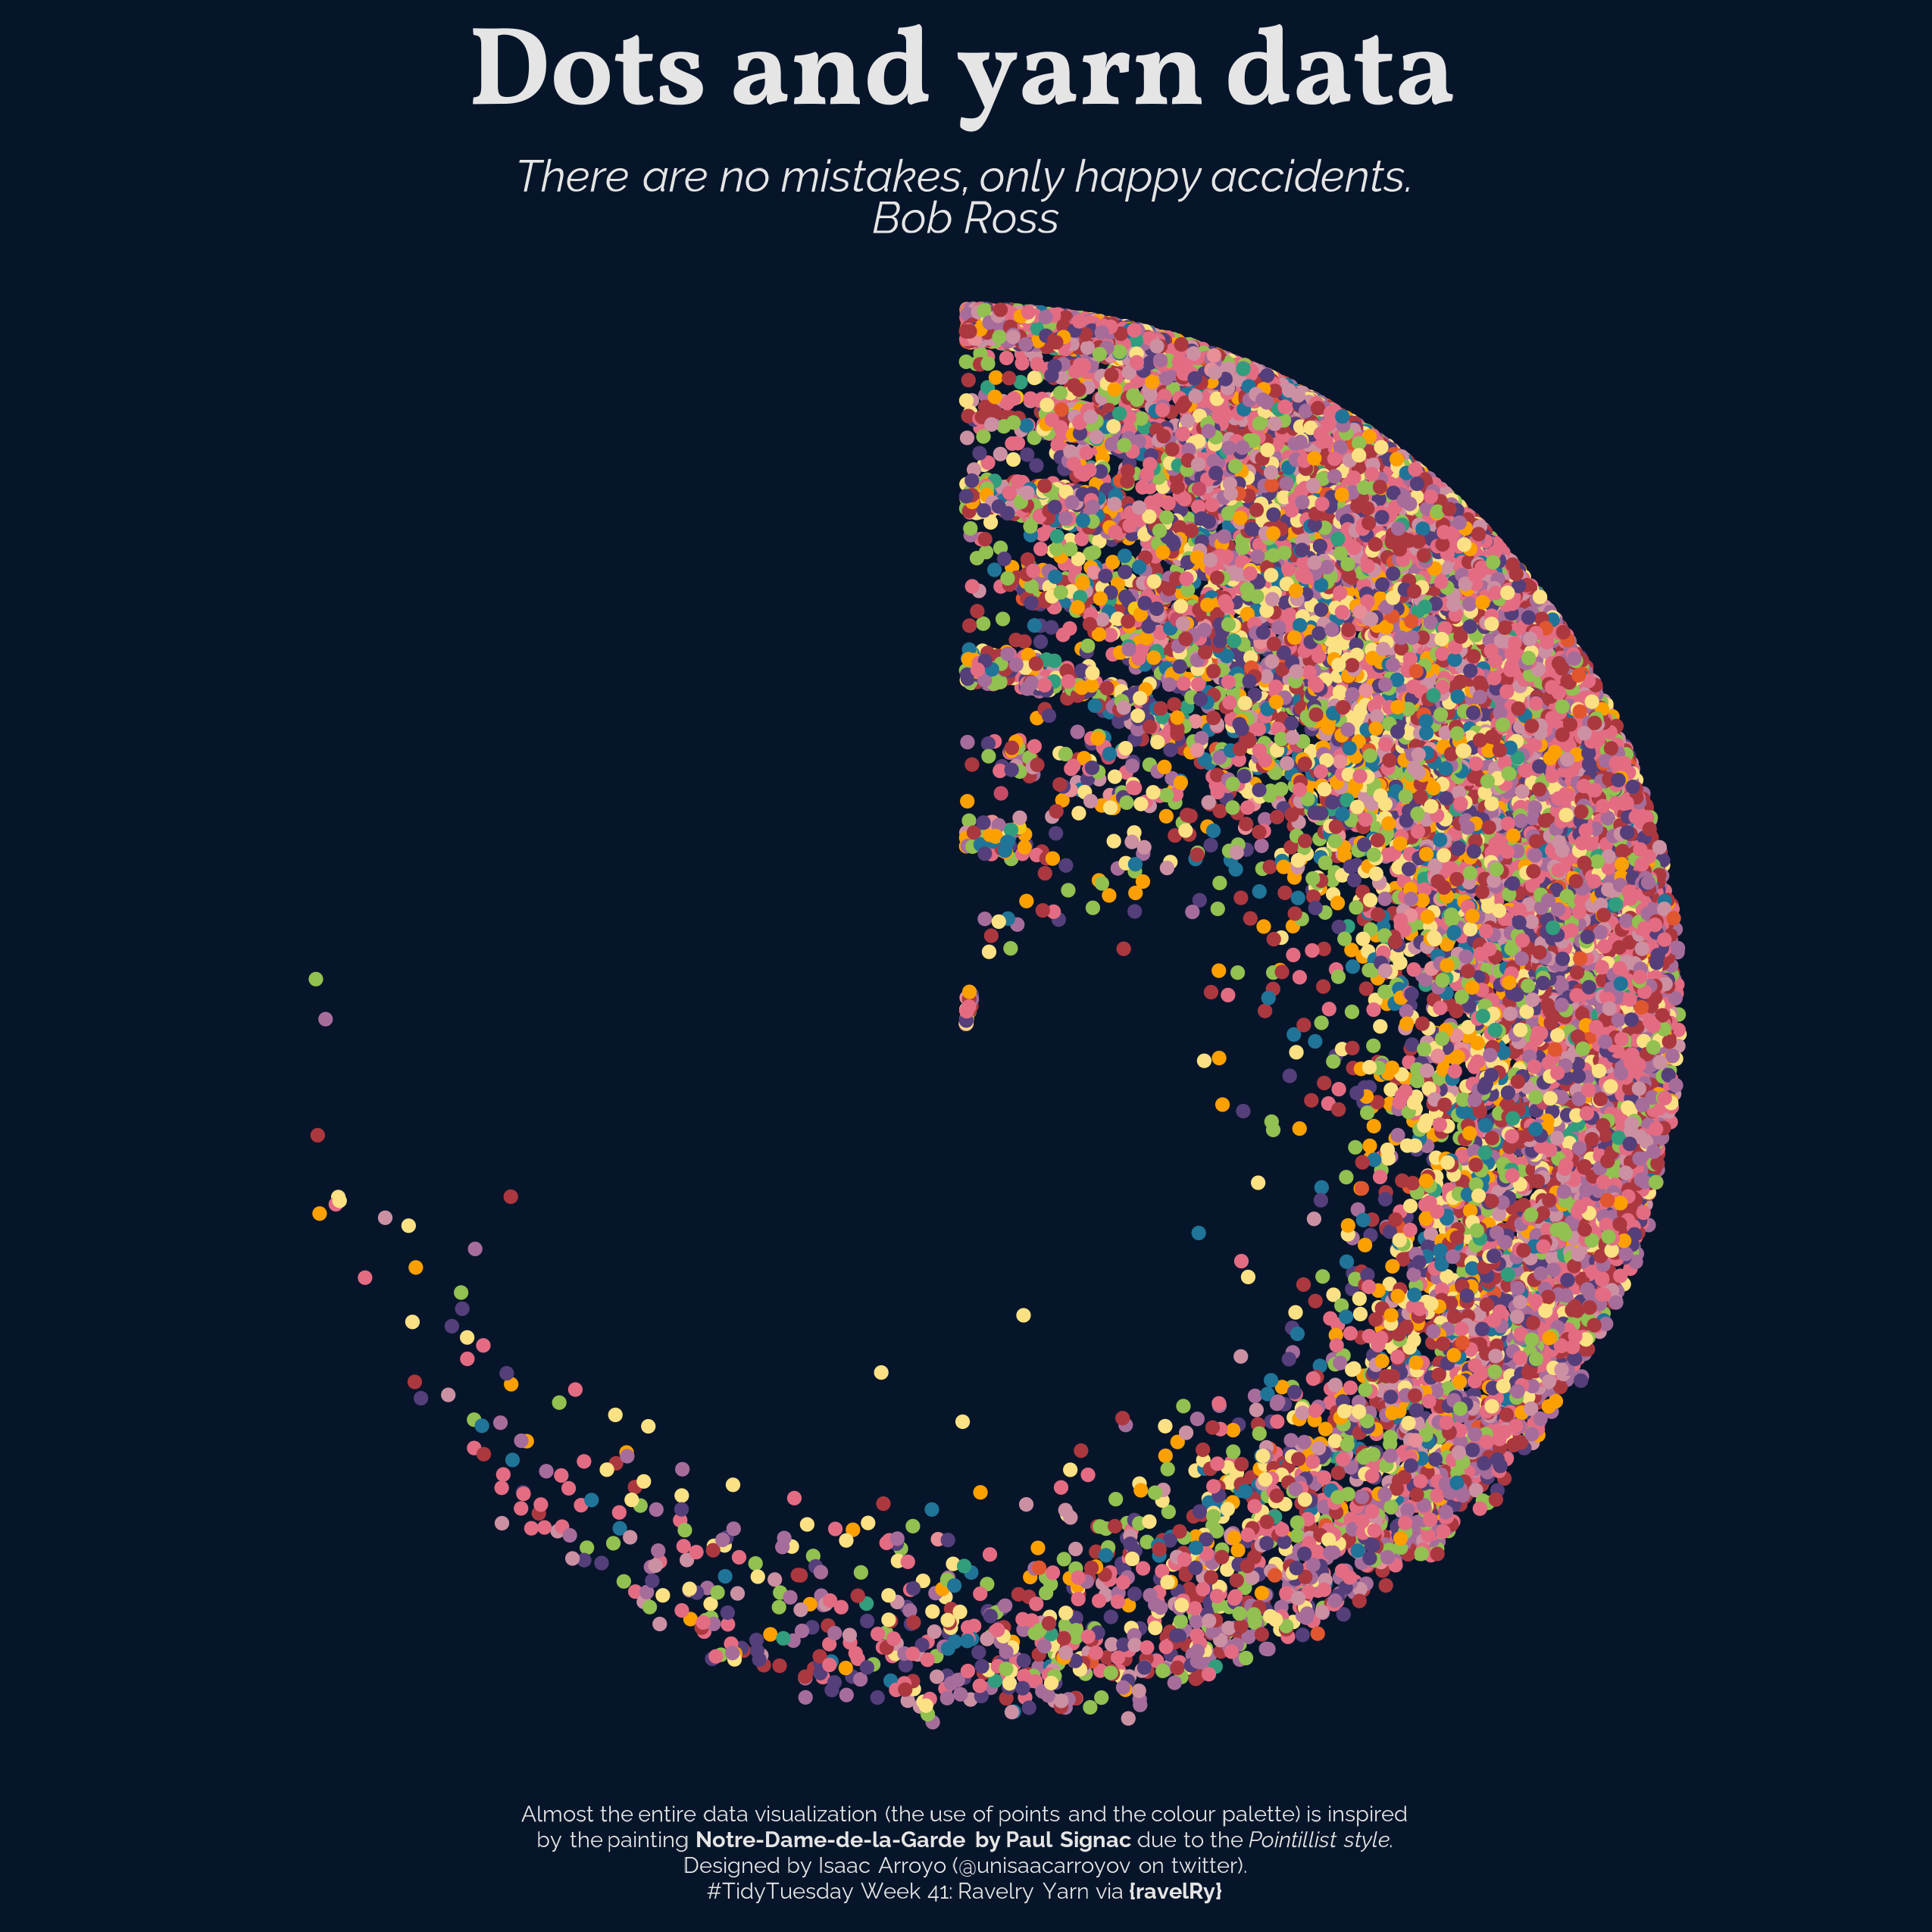 Dots and yarn data
There are no mistakes, only happy accidents.
Bob Ross
Almost the entire data visualization (the use of points and the colour palette) is inspired
by the painting Notre-Dame-de-la-Garde by Paul Signac due to the Pointillist style.
Designed by Isaac Arroyo (@unisaacarroyov on twitter).
#TidyTuesday Week 41: Ravelry Yarn via {ravelRy}